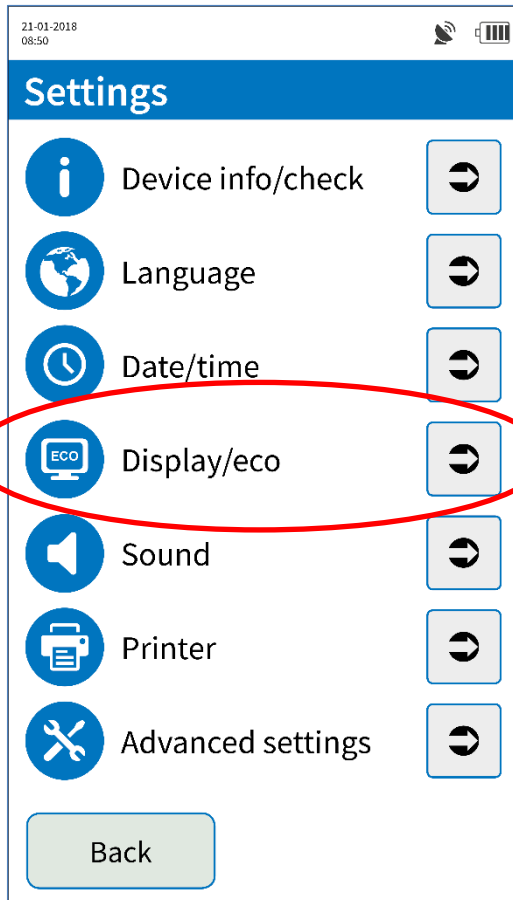 21-01-2018
08:50
Settings
Device info/check
Language
Date/time
ECO
Display/eco
Sound
Printer
Advanced settings
Back